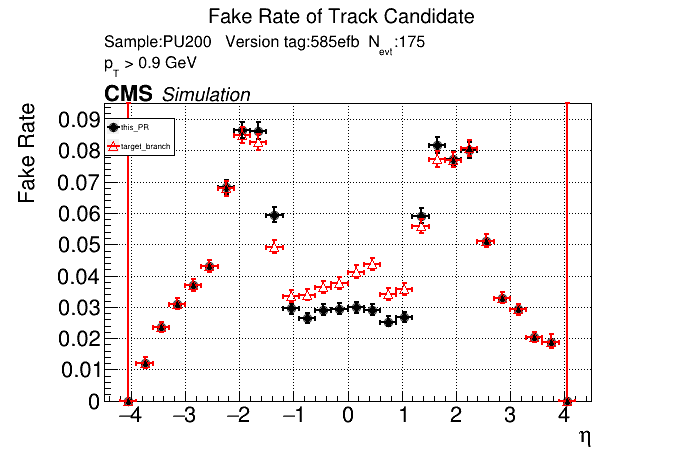 Fake Rate of Track Candidate
Sample:PU200 Version tag:585efb N_evt:175
p_T > 0.9 GeV
CMS Simulation
Fake Rate
0.09
0.08
0.07
0.06
0.05
0.04
0.03
0.02
0.01
0
this_PR
target_branch
−4 −3 −2 −1 0 1 2 3 4
η